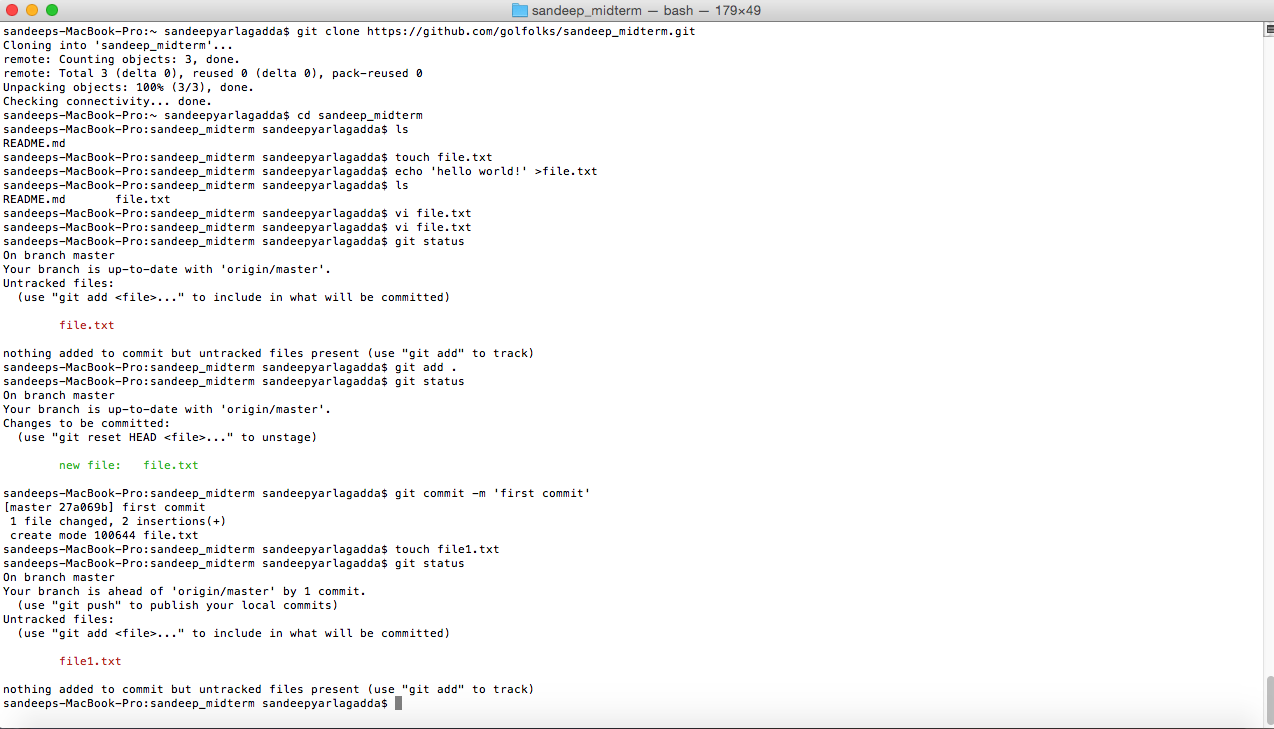 sandeep_midterm — bash — 179×49
sandeeps-MacBook-Pro:~ sandeepyarlagadda$ git clone https://github.com/golfolks/sandeep_midterm.git
Cloning into 'sandeep_midterm'...
remote: Counting objects: 3, done.
remote: Total 3 (delta 0), reused 0 (delta 0), pack-reused 0
Unpacking objects: 100% (3/3), done.
Checking connectivity... done.
sandeeps-MacBook-Pro:~ sandeepyarlagadda$ cd sandeep_midterm
sandeeps-MacBook-Pro:sandeep_midterm sandeepyarlagadda$ ls
README.md
sandeeps-MacBook-Pro:sandeep_midterm sandeepyarlagadda$ touch file.txt
sandeeps-MacBook-Pro:sandeep_midterm sandeepyarlagadda$ echo 'hello world!' >file.txt
sandeeps-MacBook-Pro:sandeep_midterm sandeepyarlagadda$ ls
README.md       file.txt
sandeeps-MacBook-Pro:sandeep_midterm sandeepyarlagadda$ vi file.txt
sandeeps-MacBook-Pro:sandeep_midterm sandeepyarlagadda$ vi file.txt
sandeeps-MacBook-Pro:sandeep_midterm sandeepyarlagadda$ git status
On branch master
Your branch is up-to-date with 'origin/master'.
Untracked files:
  (use "git add <file>..." to include in what will be committed)
        file.txt
nothing added to commit but untracked files present (use "git add" to track)
sandeeps-MacBook-Pro:sandeep_midterm sandeepyarlagadda$ git add .
sandeeps-MacBook-Pro:sandeep_midterm sandeepyarlagadda$ git status
On branch master
Your branch is up-to-date with 'origin/master'.
Changes to be committed:
  (use "git reset HEAD <file>..." to unstage)
        new file:   file.txt
sandeeps-MacBook-Pro:sandeep_midterm sandeepyarlagadda$ git commit -m 'first commit'
[master 27a069b] first commit
 1 file changed, 2 insertions(+)
 create mode 100644 file.txt
sandeeps-MacBook-Pro:sandeep_midterm sandeepyarlagadda$ touch file1.txt
sandeeps-MacBook-Pro:sandeep_midterm sandeepyarlagadda$ git status
On branch master
Your branch is ahead of 'origin/master' by 1 commit.
  (use "git push" to publish your local commits)
Untracked files:
  (use "git add <file>..." to include in what will be committed)
        file1.txt
nothing added to commit but untracked files present (use "git add" to track)
sandeeps-MacBook-Pro:sandeep_midterm sandeepyarlagadda$